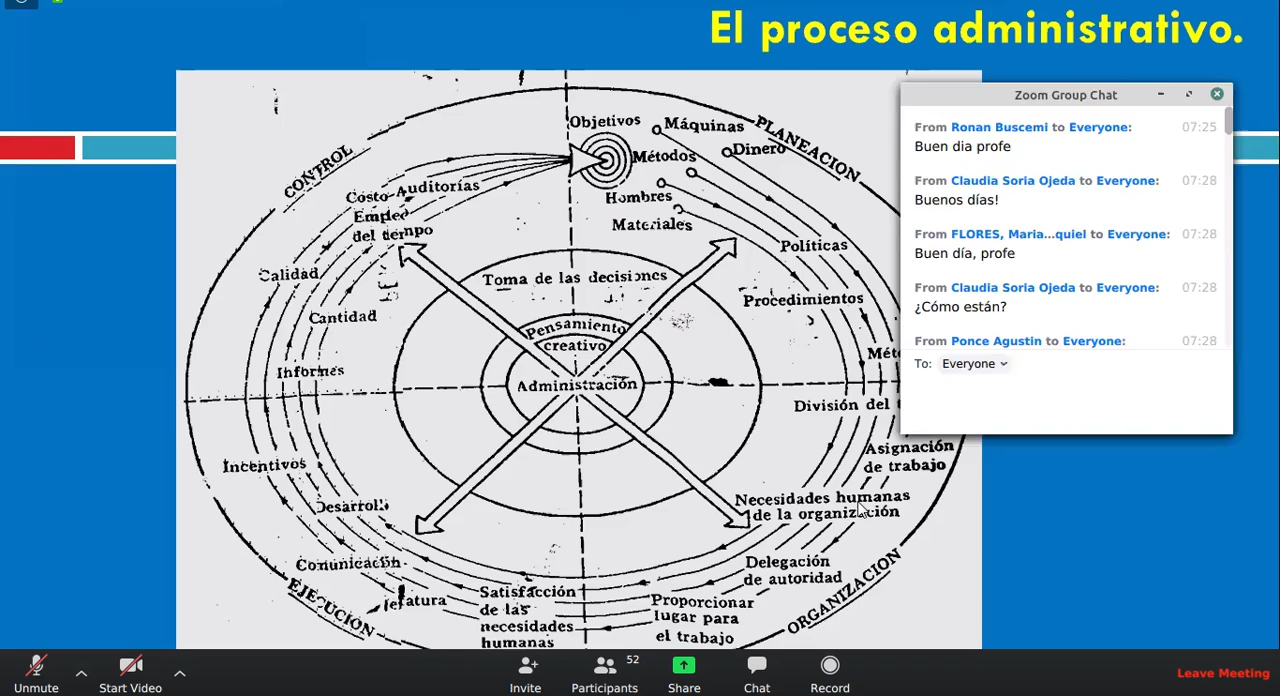 El proceso administrativo.
CONTROL
PLANEACION
Objetivos
Máquinas
Métodos
Dinero
Hombres
Materiales
Costo
Auditorías
Empleo
del tiempo
Calidad
Cantidad
Informes
Políticas
Procedimientos
Toma de las decisiones
Pensamiento
creativo
Administración
División del
Asignación
de trabajo
Necesidades humanas
de la organización
Delegación
de autoridad
Proporcionar
lugar para
el trabajo
ORGANIZACION
Incentivos
Desarrollo
Comunicación
Jefatura
EJECUCIÓN
Satisfacción
de las
necesidades
humanas
Zoom Group Chat
From Ronan Buscemi to Everyone: 07:25
Buen dia profe
From Claudia Soria Ojeda to Everyone: 07:28
Buenos días!
From FLORES, Maria...quiel to Everyone: 07:28
Buen día, profe
From Claudia Soria Ojeda to Everyone: 07:28
¿Cómo están?
From Ponce Agustin to Everyone: 07:28
To: Everyone
Unmute
Start Video
Invite
52
Participants
Share
Chat
Record
Leave Meeting